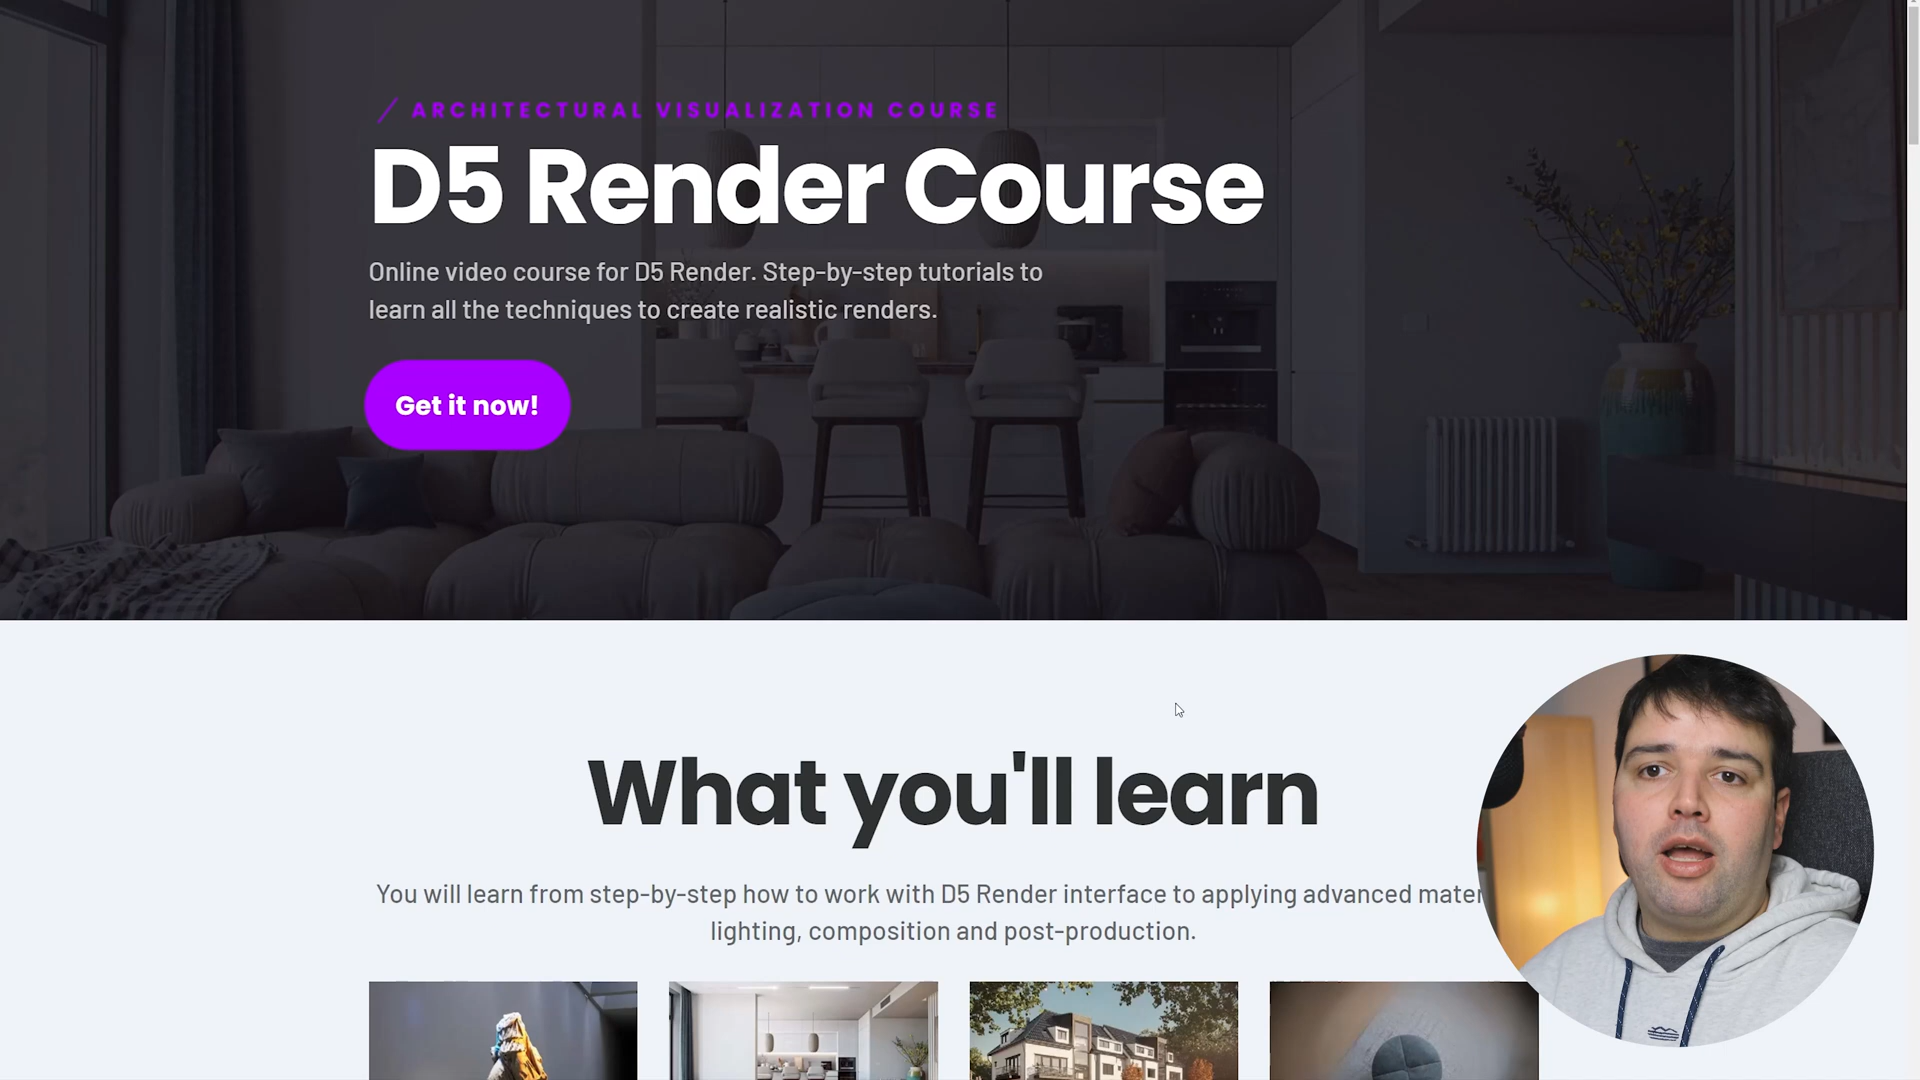 / ARCHITECTURAL VISUALIZATION COURSE
D5 Render Course
Online video course for D5 Render. Step-by-step tutorials to
learn all the techniques to create realistic renders.
Get it now!
What you'll learn
You will learn from step-by-step how to work with D5 Render interface to applying advanced
lighting, composition and post-production.